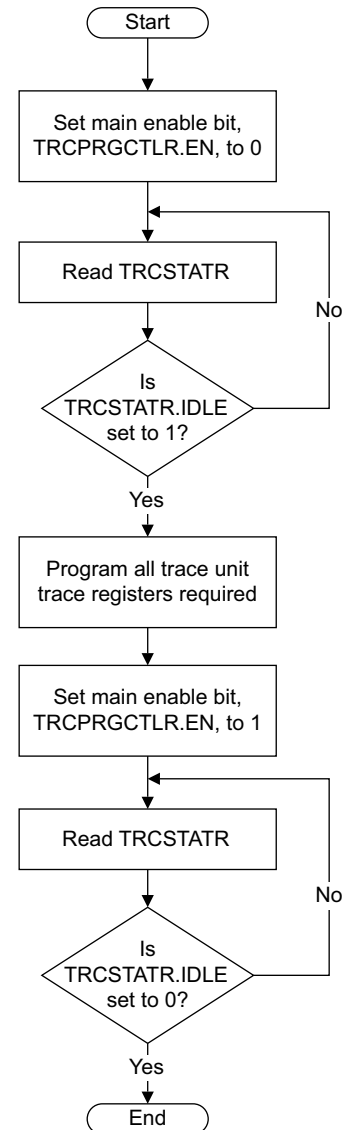 Start
Set main enable bit,
TRCPRGCTLR.EN, to 0
Read TRCSTATR
No
Is
TRCSTATR.IDLE
set to 1?
Yes
Program all trace unit
trace registers required
Set main enable bit,
TRCPRGCTLR.EN, to 1
Read TRCSTATR
No
Is
TRCSTATR.IDLE
set to 0?
Yes
End